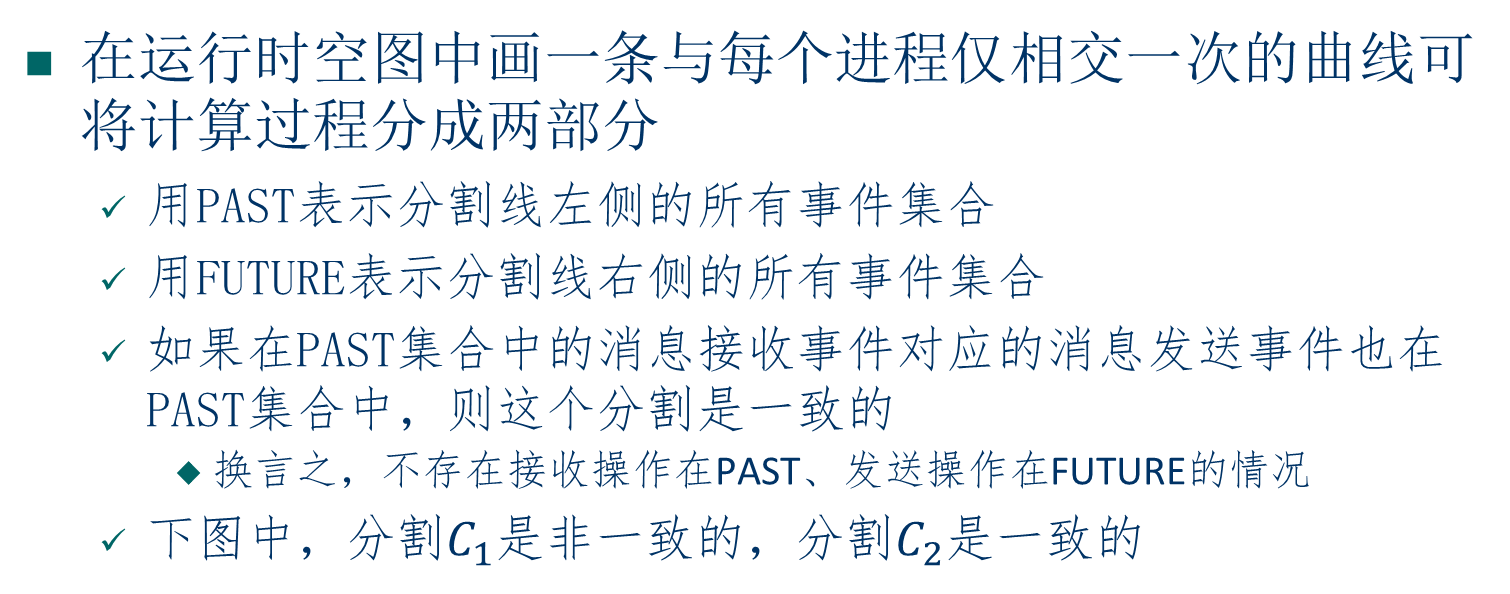 ■ 在运行时空图中画一条与每个进程仅相交一次的曲线可
将计算过程分成两部分
✓ 用PAST表示分割线左侧的所有事件集合
✓ 用FUTURE表示分割线右侧的所有事件集合
✓ 如果在PAST集合中的消息接收事件对应的消息发送事件也在
PAST集合中，则这个分割是一致的
◆ 换言之，不存在接收操作在PAST、发送操作在FUTURE的情况
✓ 下图中，分割C₁是非一致的，分割C₂是一致的